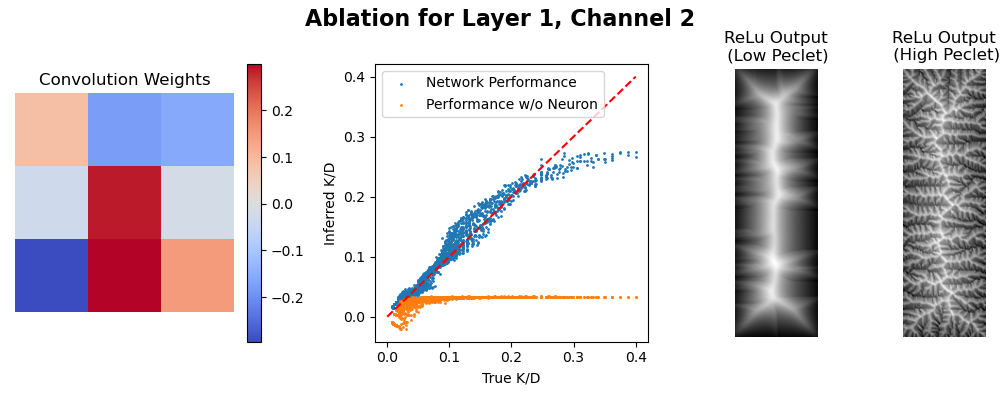 Ablation for Layer 1, Channel 2
Convolution Weights
0.2
0.1
0.0
−0.1
−0.2
Network Performance
Performance w/o Neuron
0.4
0.3
0.2
0.1
0.0
Inferred K/D
0.0 0.1 0.2 0.3 0.4
True K/D
ReLu Output
(Low Peclet)
ReLu Output
(High Peclet)